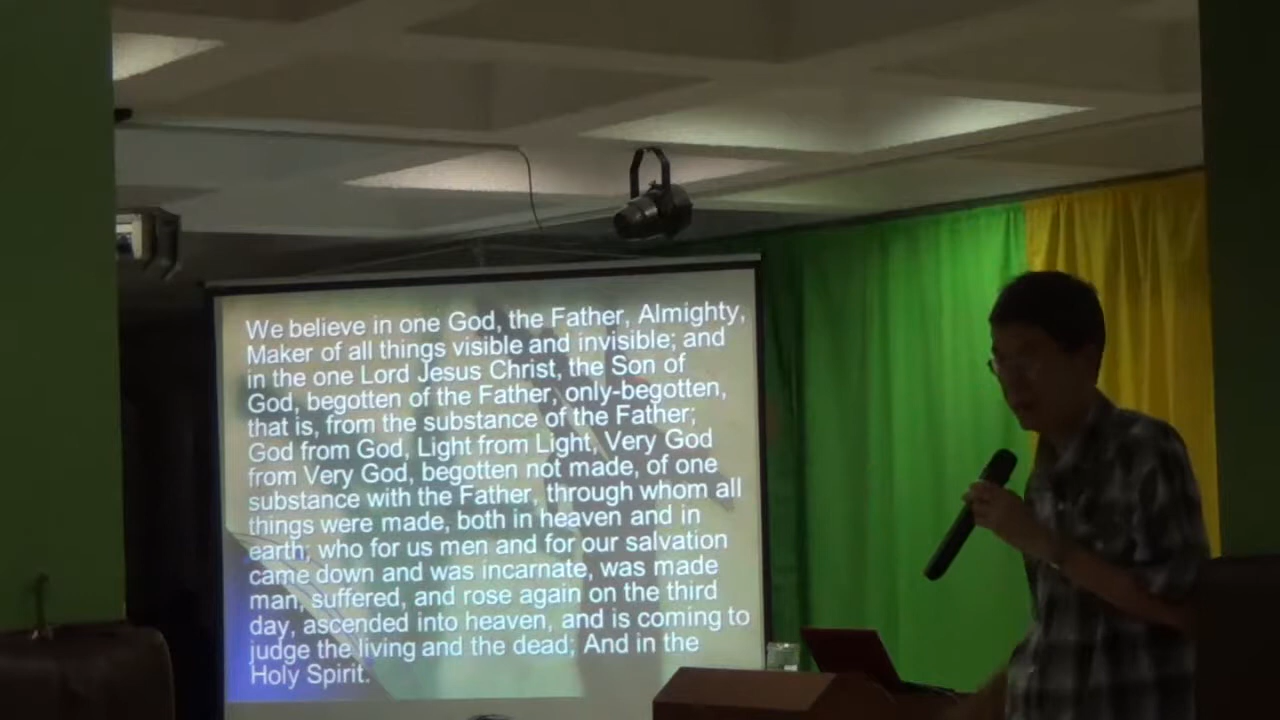 We believe in one God, the Father, Almighty,
Maker of all things visible and invisible; and
in the one Lord Jesus Christ, the Son of
God, begotten of the Father, only-begotten,
that is, from the substance of the Father;
God from God, Light from Light, Very God
from Very God, begotten not made, of one
substance with the Father, through whom all
things were made, both in heaven and in
earth; who for us men and for our salvation
came down and was incarnate, was made
man, suffered, and rose again on the third
day, ascended into heaven, and is coming to
judge the living and the dead; And in the
Holy Spirit.